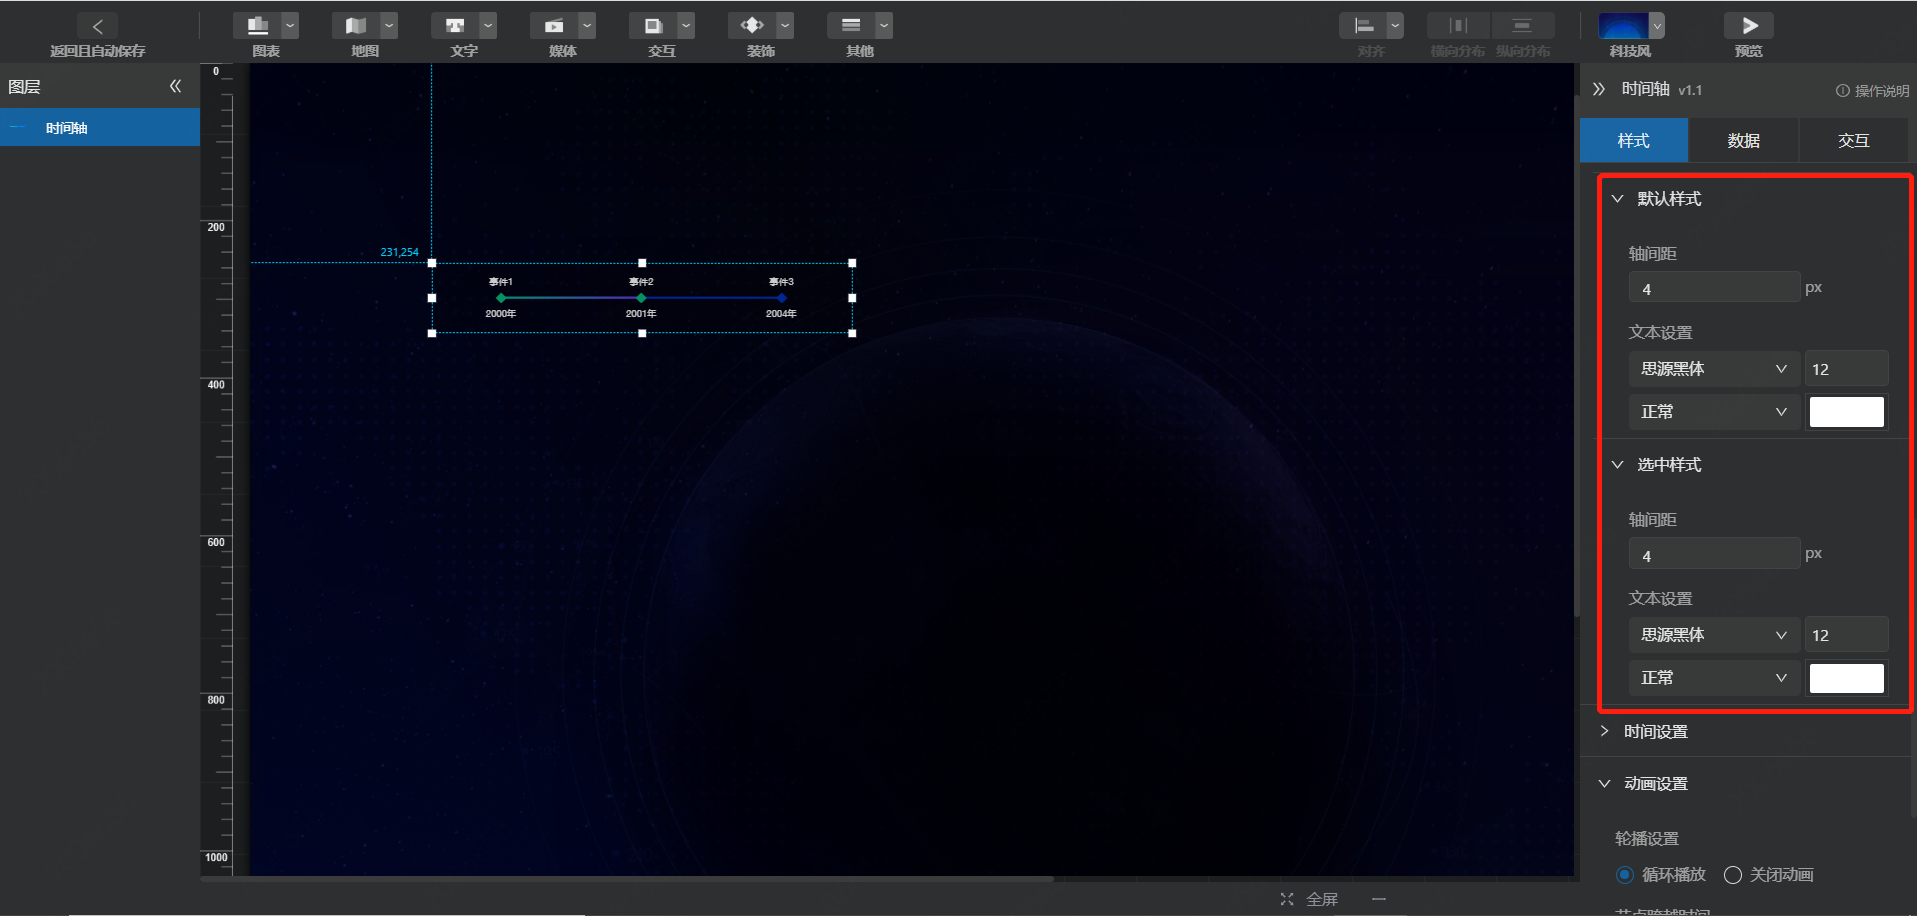 返回且自动保存
图表
地图
文字
媒体
交互
装饰
其他
对齐
横向分布
纵向分布
科技风
预览
图层
时间轴
0
200
400
600
800
1000
231,254
事件1
事件2
事件3
2000年
2001年
2004年
时间轴 v1.1
操作说明
样式
数据
交互
默认样式
轴间距
4 px
文本设置
思源黑体 12
正常
选中样式
轴间距
4 px
文本设置
思源黑体 12
正常
时间设置
动画设置
轮播设置
循环播放 关闭动画
节点跨越时间
全屏